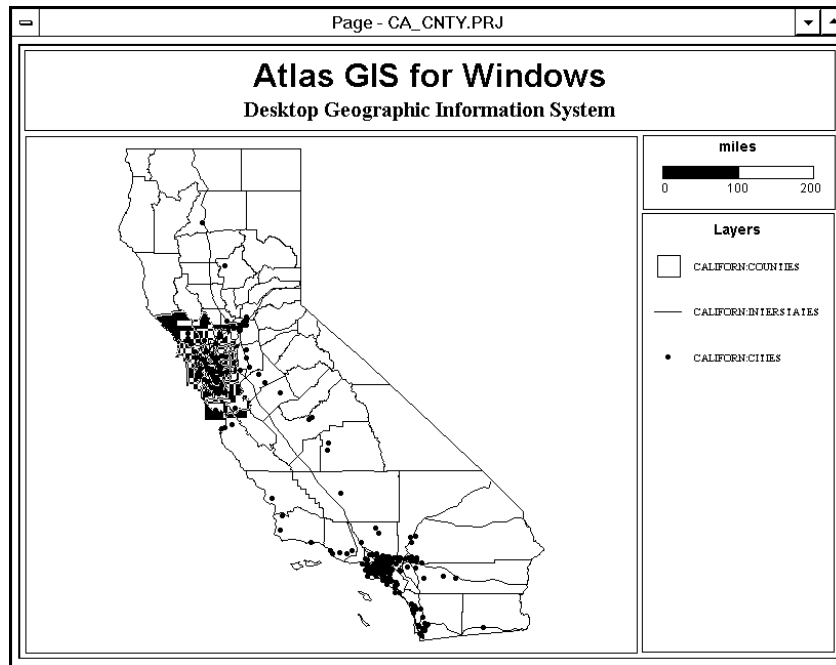 Page - CA_CNTY.PRJ
Atlas GIS for Windows
Desktop Geographic Information System
miles
0 100 200
Layers
CALIFORN:COUNTIES
CALIFORN:INTERSTATES
CALIFORN:CITIES